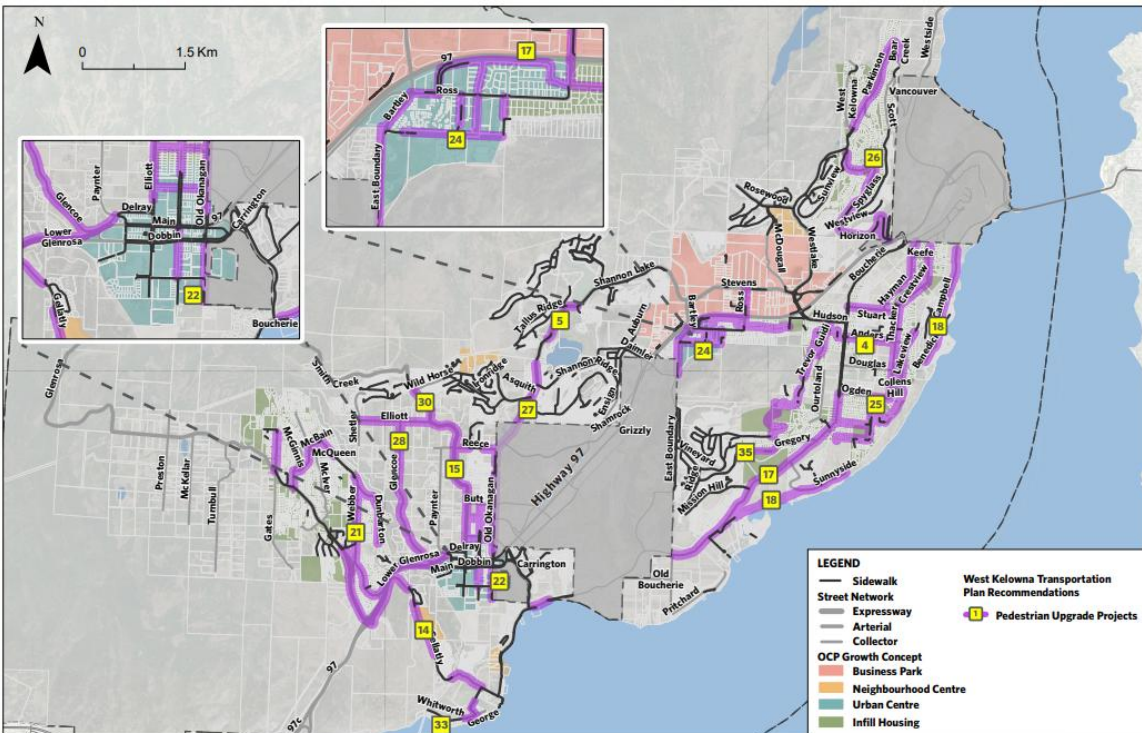 N
0 1.5 Km
17
97
Ross
Bartley
24
East Boundary
Paynter
Elliott
Old Okanagan
Glencoe
Delray
97
Carrington
Main
Lower
Glenrosa
Dobbin
22
Gellatly
Boucherie
Westside
Bear
Creek
Parkinson
West
Kelowna
Vancouver
Scott
26
Sunview
Rosewood
Spyglass
Westview
Horizon
McDougall
Westlake
Boucherie
Keefe
Shannon Lake
Stevens
Hayman
Crestview
Tallus Ridge
5
Ross
Hudson
Stuart
Campbell
Auburn
Bartley
Thacker
18
Anders
4
Daimler
24
Trevor
Guidi
Douglas
Lakeview
Smith
Creek
Wild Horse
Shannon Ridge
Asquith
Ensign
Ourtoland
Ogden
Collens
Hill
25
Glenrosa
30
27
Shamrock
Elliott
Shetler
Grizzly
28
Reece
East Boundary
Gregory
35
McGinnis
McBain
McQueen
Vineyard
Ridge
17
Sunnyside
Preston
McKellar
McIver
Glencoe
15
Highway 97
Mission Hill
18
Turnbull
Webber
Paynter
Butt
Old Okanagan
Gates
Dunbarton
21
Delray
Lower Glenrosa
Main
Dobbin
Carrington
22
Old
Boucherie
Pritchard
14
Gellatly
97
Whitworth
George
97c
33
LEGEND
Sidewalk
Street Network
Expressway
Arterial
Collector
OCP Growth Concept
Business Park
Neighbourhood Centre
Urban Centre
Infill Housing
West Kelowna Transportation
Plan Recommendations
1 Pedestrian Upgrade Projects